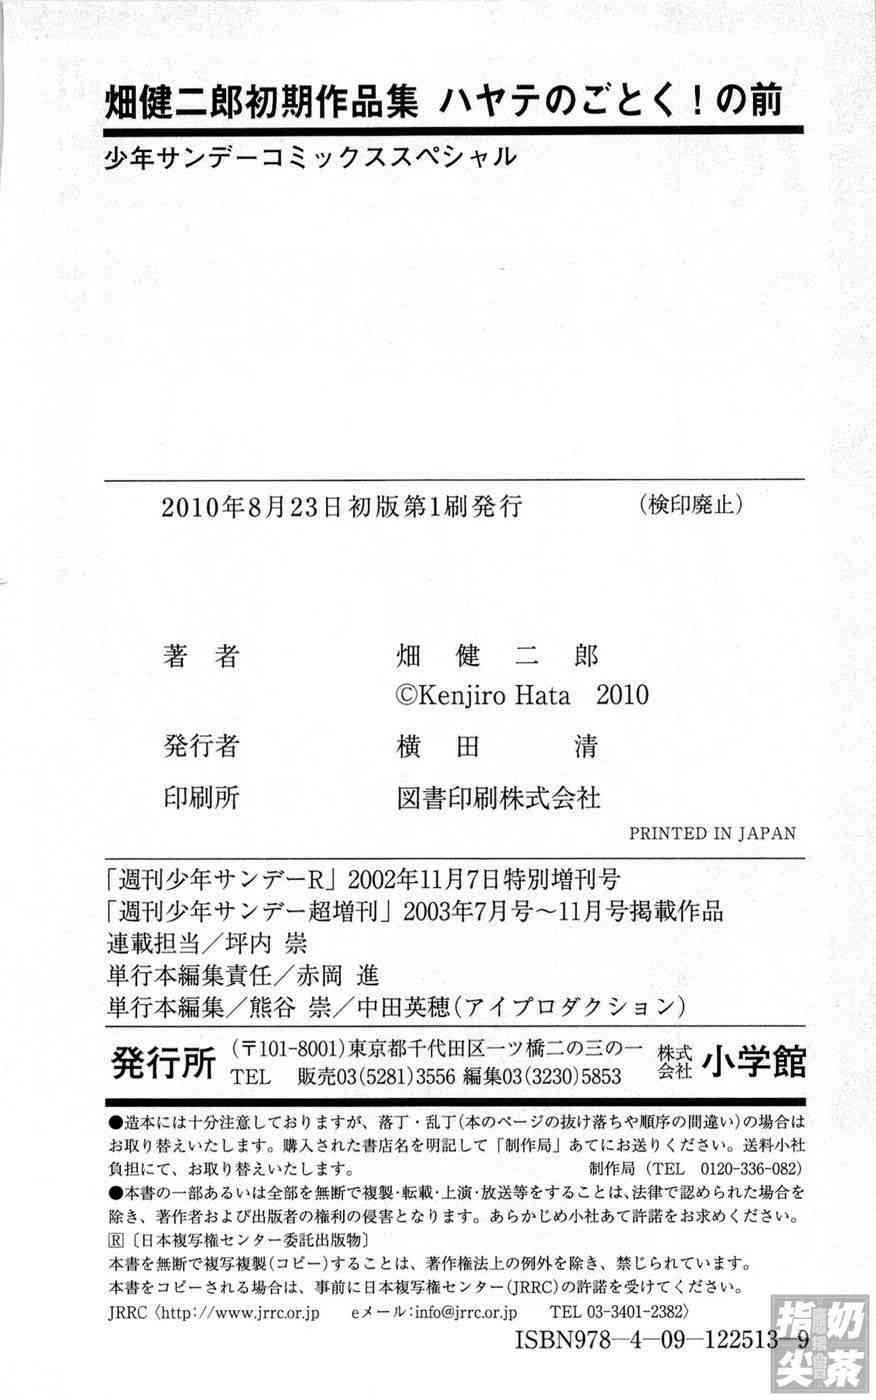 畑健二郎初期作品集 ハヤテのごとく！の前
少年サンデーコミックススペシャル
2010年8月23日初版第1刷発行 （検印廃止）
著 者 畑 健 二 郎
©Kenjiro Hata 2010
発行者 横 田 清
印刷所 図書印刷株式会社
PRINTED IN JAPAN
「週刊少年サンデーR」2002年11月7日特別増刊号
「週刊少年サンデー超増刊」2003年7月号〜11月号掲載作品
連載担当／坪内 崇
単行本編集責任／赤岡 進
単行本編集／熊谷 崇／中田英穂（アイプロダクション）
発行所 （〒101-8001）東京都千代田区一ツ橋二の三の一 株式会社 小学館
TEL 販売03(5281)3556 編集03(3230)5853
●造本には十分注意しておりますが、落丁・乱丁（本のページの抜け落ちや順序の間違い）の場合は
お取り替えいたします。購入された書店名を明記して「制作局」あてにお送りください。送料小社
負担にて、お取り替えいたします。 制作局（TEL 0120-336-082）
●本書の一部あるいは全部を無断で複製・転載・上演・放送等をすることは、法律で認められた場合を
除き、著作者および出版者の権利の侵害となります。あらかじめ小社あて許諾をお求めください。
R〔日本複写権センター委託出版物〕
本書を無断で複写複製（コピー）することは、著作権法上の例外を除き、禁じられています。
本書をコピーされる場合は、事前に日本複写権センター（JRRC）の許諾を受けてください。
JRRC〈http://www.jrrc.or.jp eメール:info@jrrc.or.jp TEL 03-3401-2382〉
ISBN978-4-09-122513-9
指尖奶茶